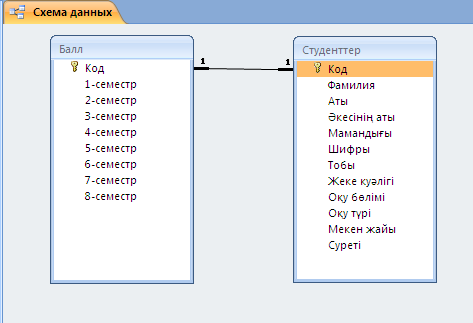 Схема данных
Балл
Код
1-семестр
2-семестр
3-семестр
4-семестр
5-семестр
6-семестр
7-семестр
8-семестр
1
1
Студенттер
Код
Фамилия
Аты
Әкесінің аты
Мамандығы
Шифры
Тобы
Жеке куәлігі
Оқу бөлімі
Оқу түрі
Мекен жайы
Суреті